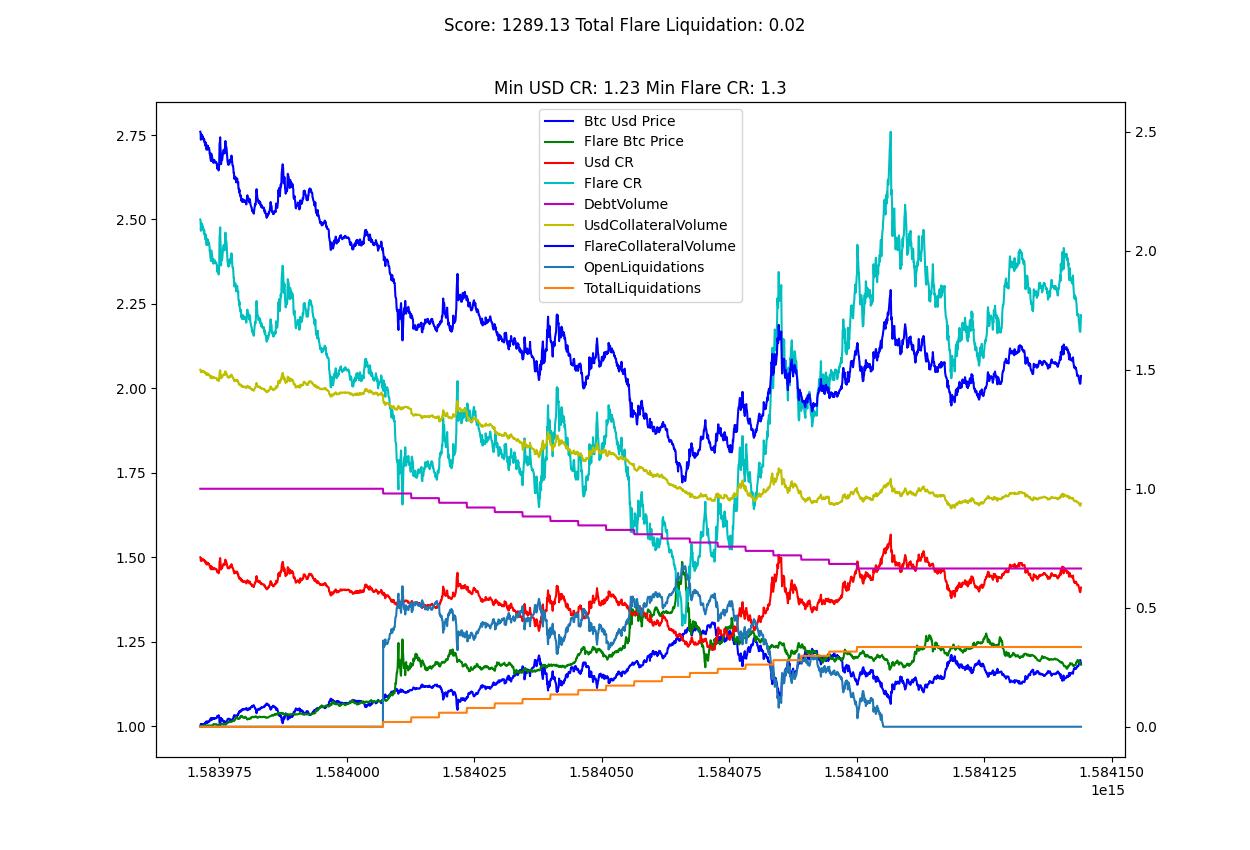 Score: 1289.13 Total Flare Liquidation: 0.02
Min USD CR: 1.23 Min Flare CR: 1.3
Btc Usd Price
Flare Btc Price
Usd CR
Flare CR
DebtVolume
UsdCollateralVolume
FlareCollateralVolume
OpenLiquidations
TotalLiquidations
2.75
2.50
2.25
2.00
1.75
1.50
1.25
1.00
2.5
2.0
1.5
1.0
0.5
0.0
1.583975 1.584000 1.584025 1.584050 1.584075 1.584100 1.584125 1.584150
1e15